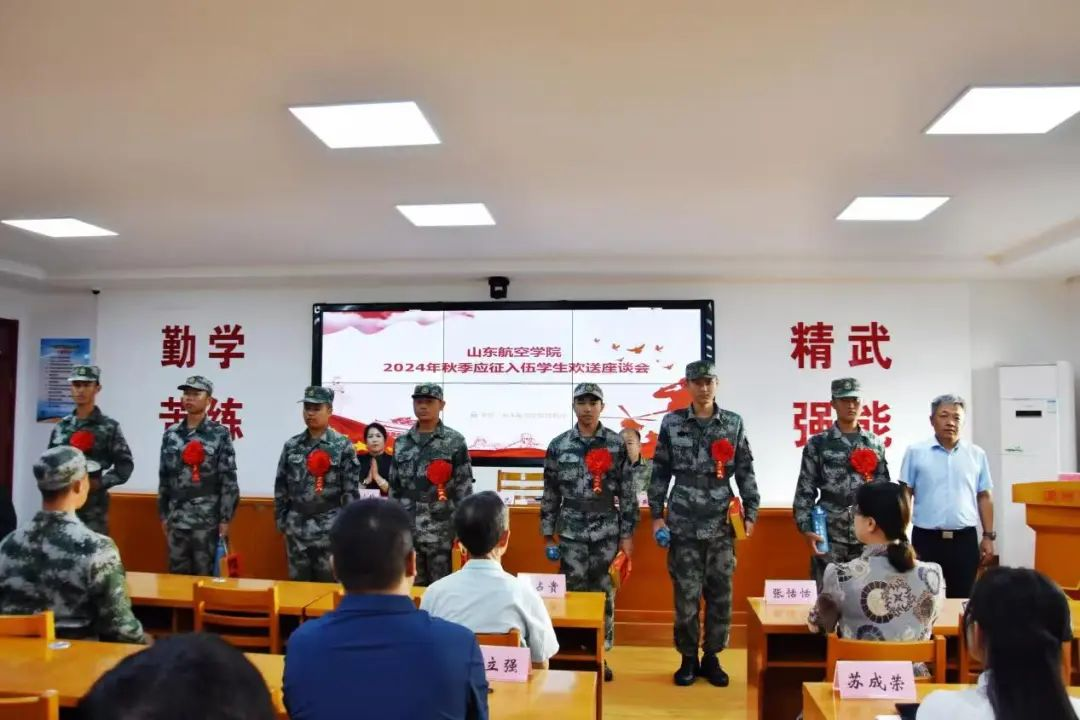 勤学
苦练
山东航空学院
2024年秋季应征入伍学生欢送座谈会
精武
强能
占贵
张恬恬
立强
苏成荣